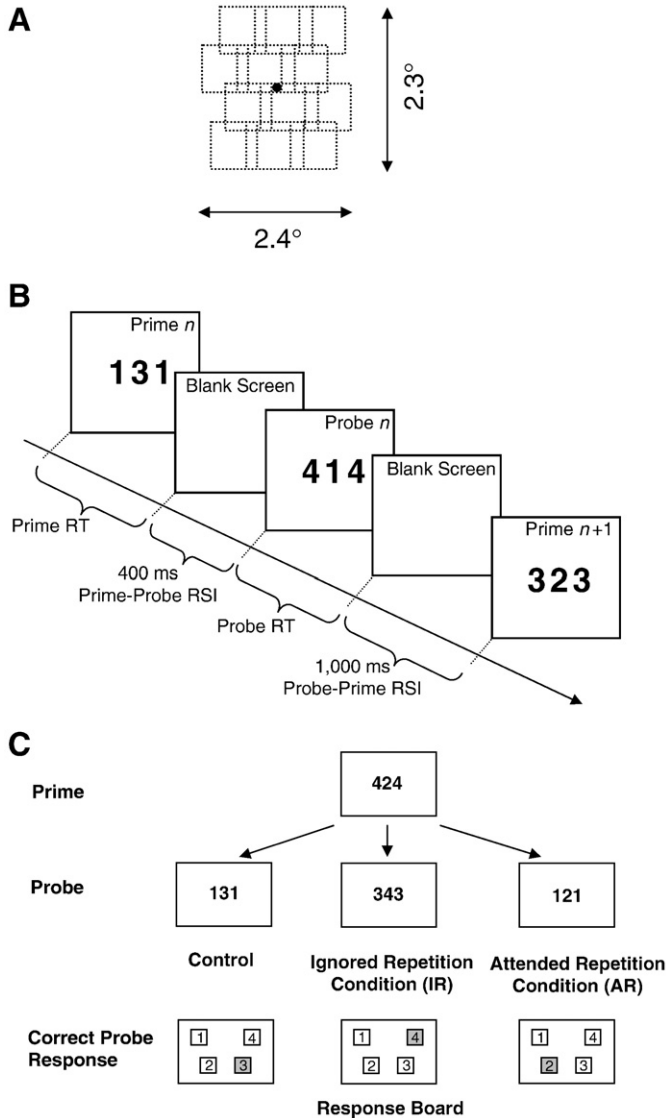 A
2.3°
2.4°
B
Prime n
131
Blank Screen
Probe n
414
Blank Screen
Prime n+1
323
Prime RT
400 ms
Prime-Probe RSI
Probe RT
1,000 ms
Probe-Prime RSI
C
Prime
424
Probe
131
343
121
Control
Ignored Repetition
Condition (IR)
Attended Repetition
Condition (AR)
Correct Probe
Response
1 4
2 3
1 4
2 3
1 4
2 3
Response Board